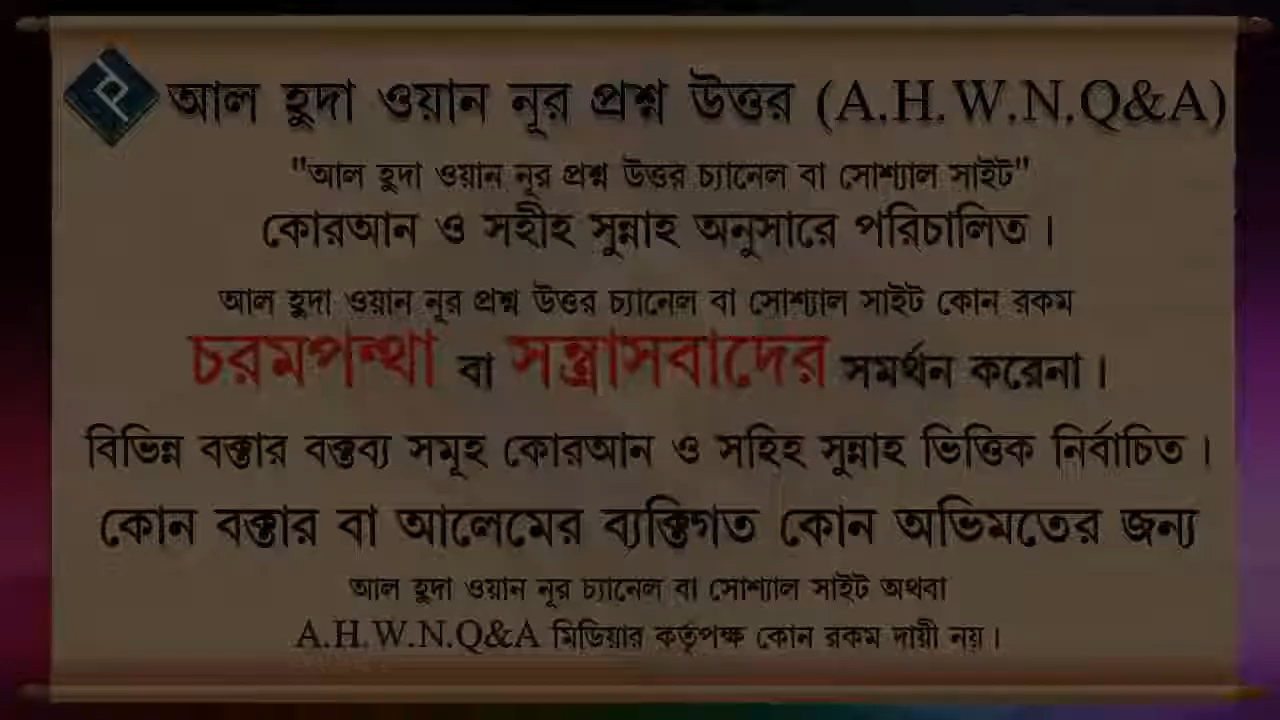 আল হুদা ওয়ান নূর প্রশ্ন উত্তর (A.H.W.N.Q&A)
"আল হুদা ওয়ান নূর প্রশ্ন উত্তর চ্যানেল বা সোশ্যাল সাইট"
কোরআন ও সহীহ সুন্নাহ অনুসারে পরিচালিত ।
আল হুদা ওয়ান নূর প্রশ্ন উত্তর চ্যানেল বা সোশ্যাল সাইট কোন রকম
চরমপন্থা বা সন্ত্রাসবাদের সমর্থন করেনা ।
বিভিন্ন বক্তার বক্তব্য সমূহ কোরআন ও সহিহ সুন্নাহ ভিত্তিক নির্বাচিত ।
কোন বক্তার বা আলেমের ব্যক্তিগত কোন অভিমতের জন্য
আল হুদা ওয়ান নূর চ্যানেল বা সোশ্যাল সাইট অথবা
A.H.W.N.Q&A মিডিয়ার কর্তৃপক্ষ কোন রকম দায়ী নয় ।